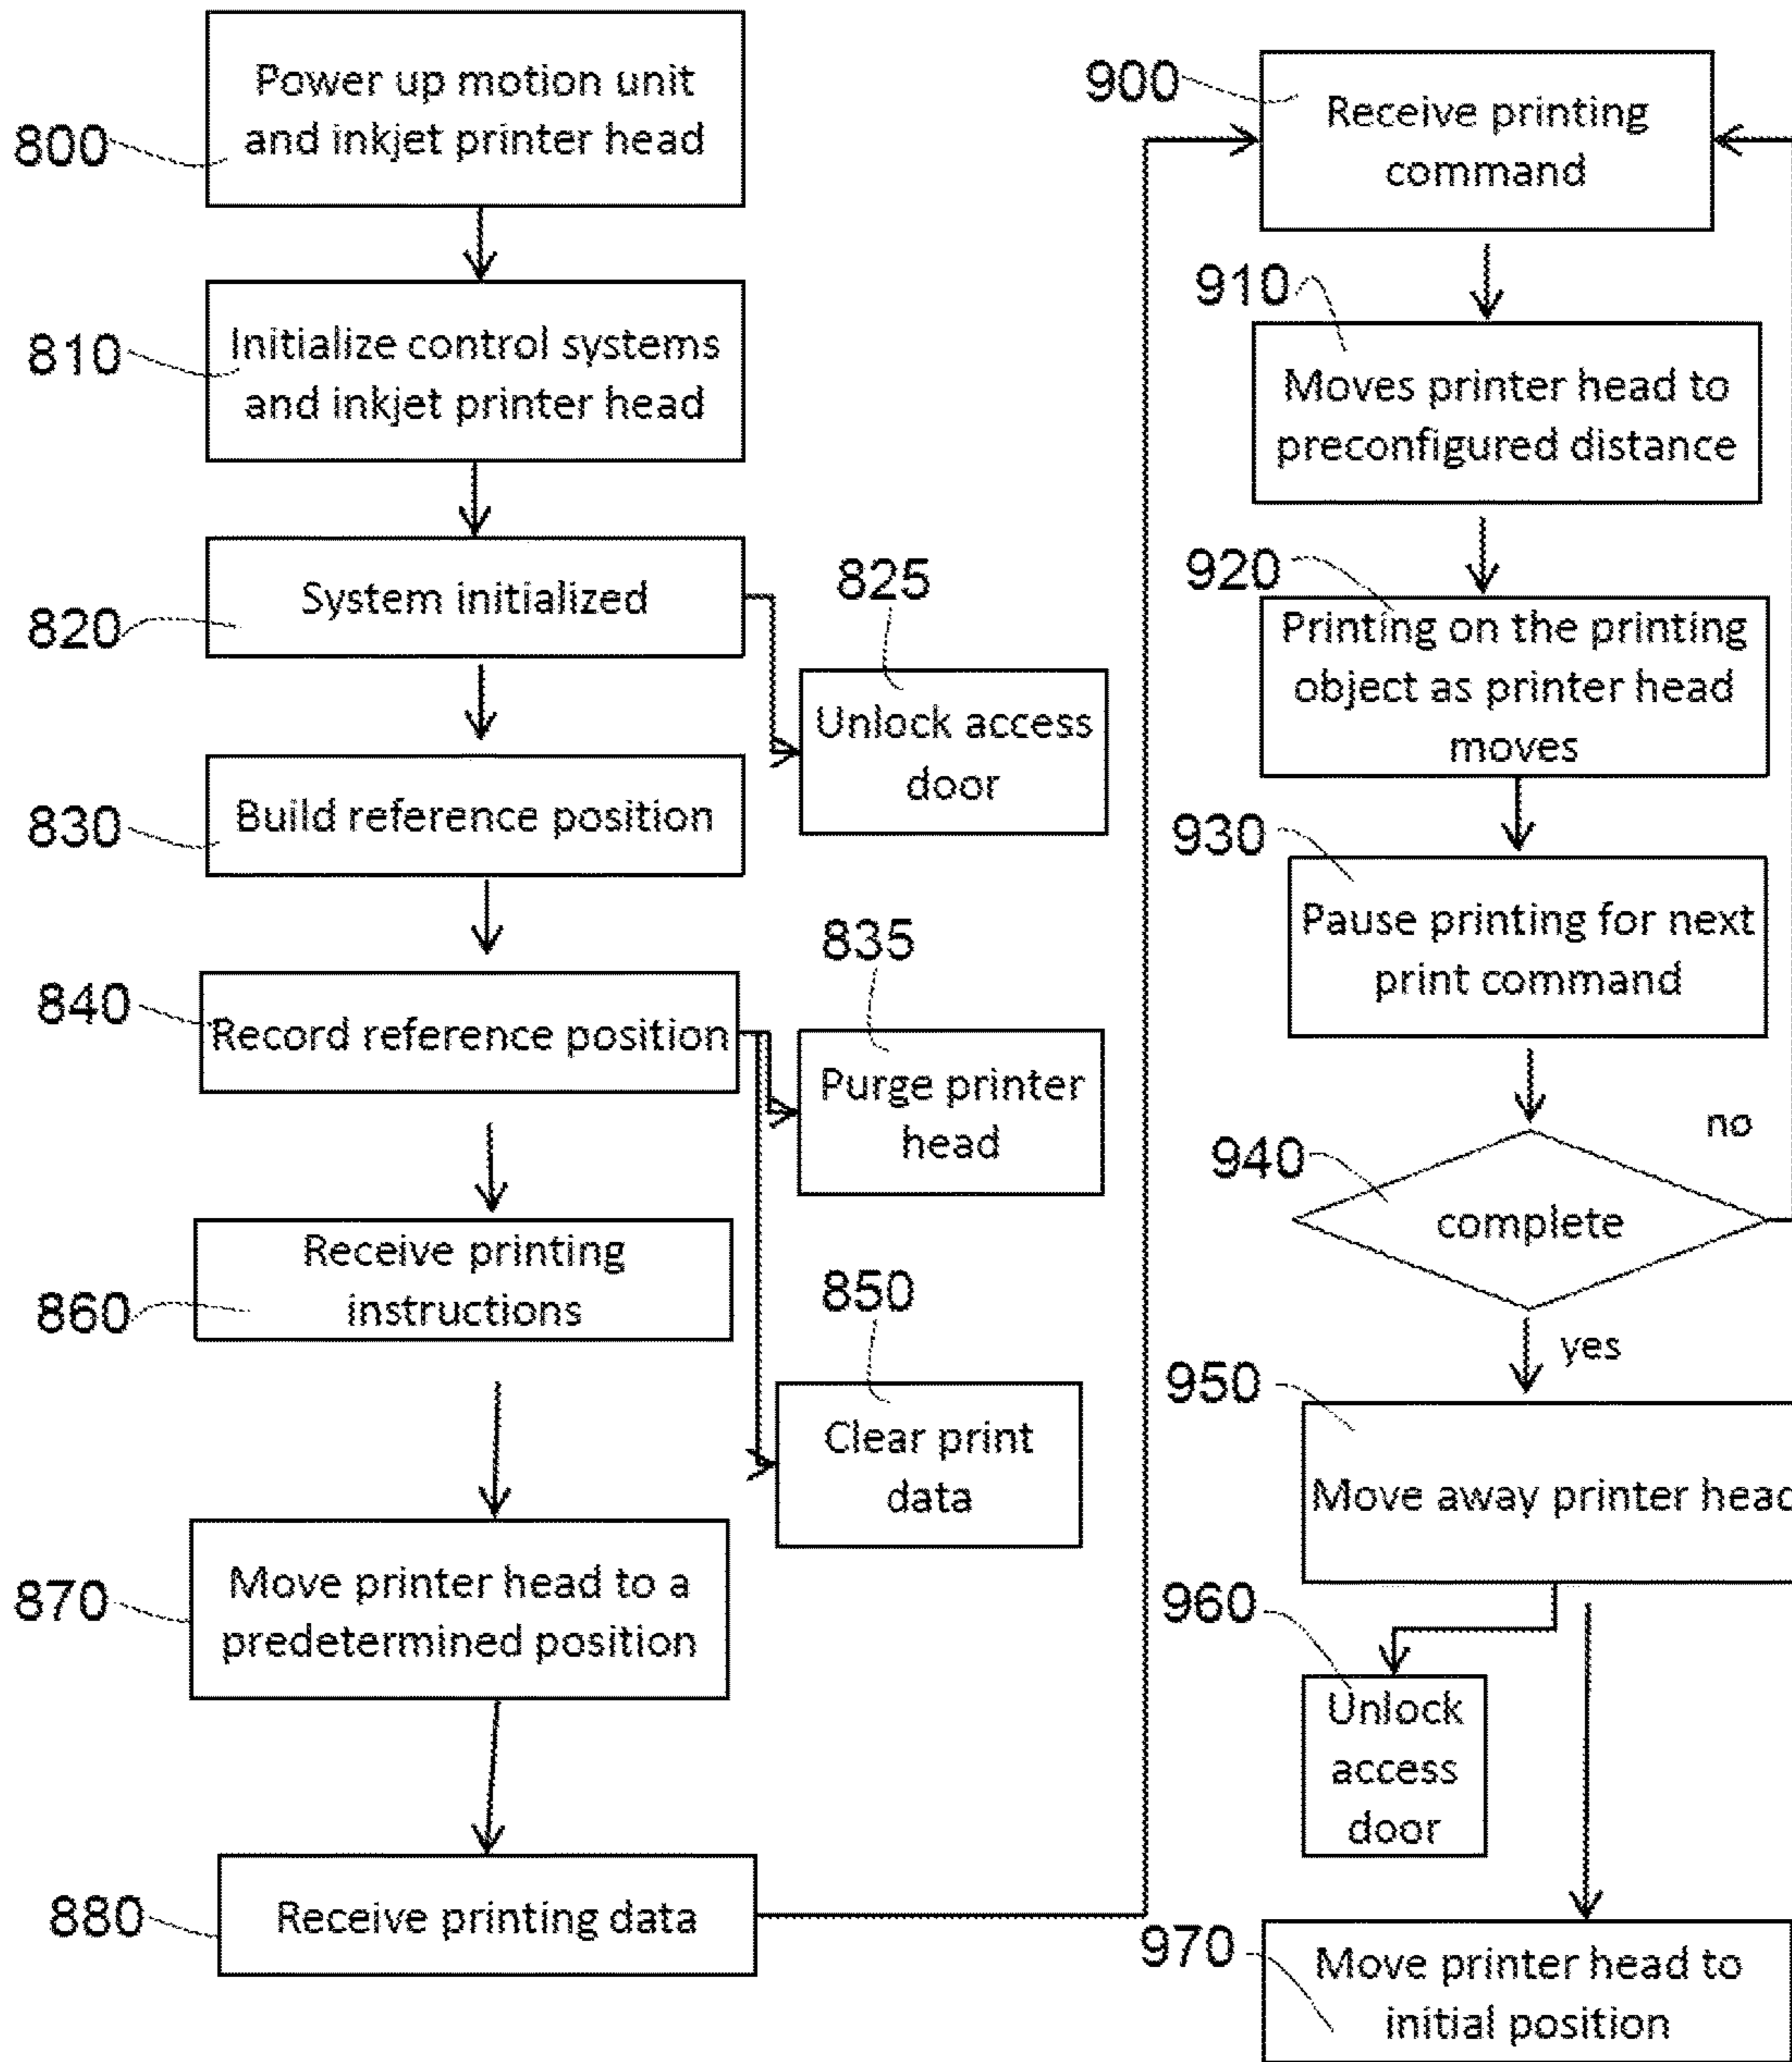 800
Power up motion unit
and inkjet printer head
810
Initialize control systems
and inkjet printer head
820
System initialized
825
Unlock access
door
830
Build reference position
835
Purge printer
head
840
Record reference position
850
Clear print
data
860
Receive printing
instructions
870
Move printer head to a
predetermined position
880
Receive printing data
900
Receive printing
command
910
Moves printer head to
preconfigured distance
920
Printing on the printing
object as printer head
moves
930
Pause printing for next
print command
940
complete
no
yes
950
Move away printer head
960
Unlock
access
door
970
Move printer head to
initial position